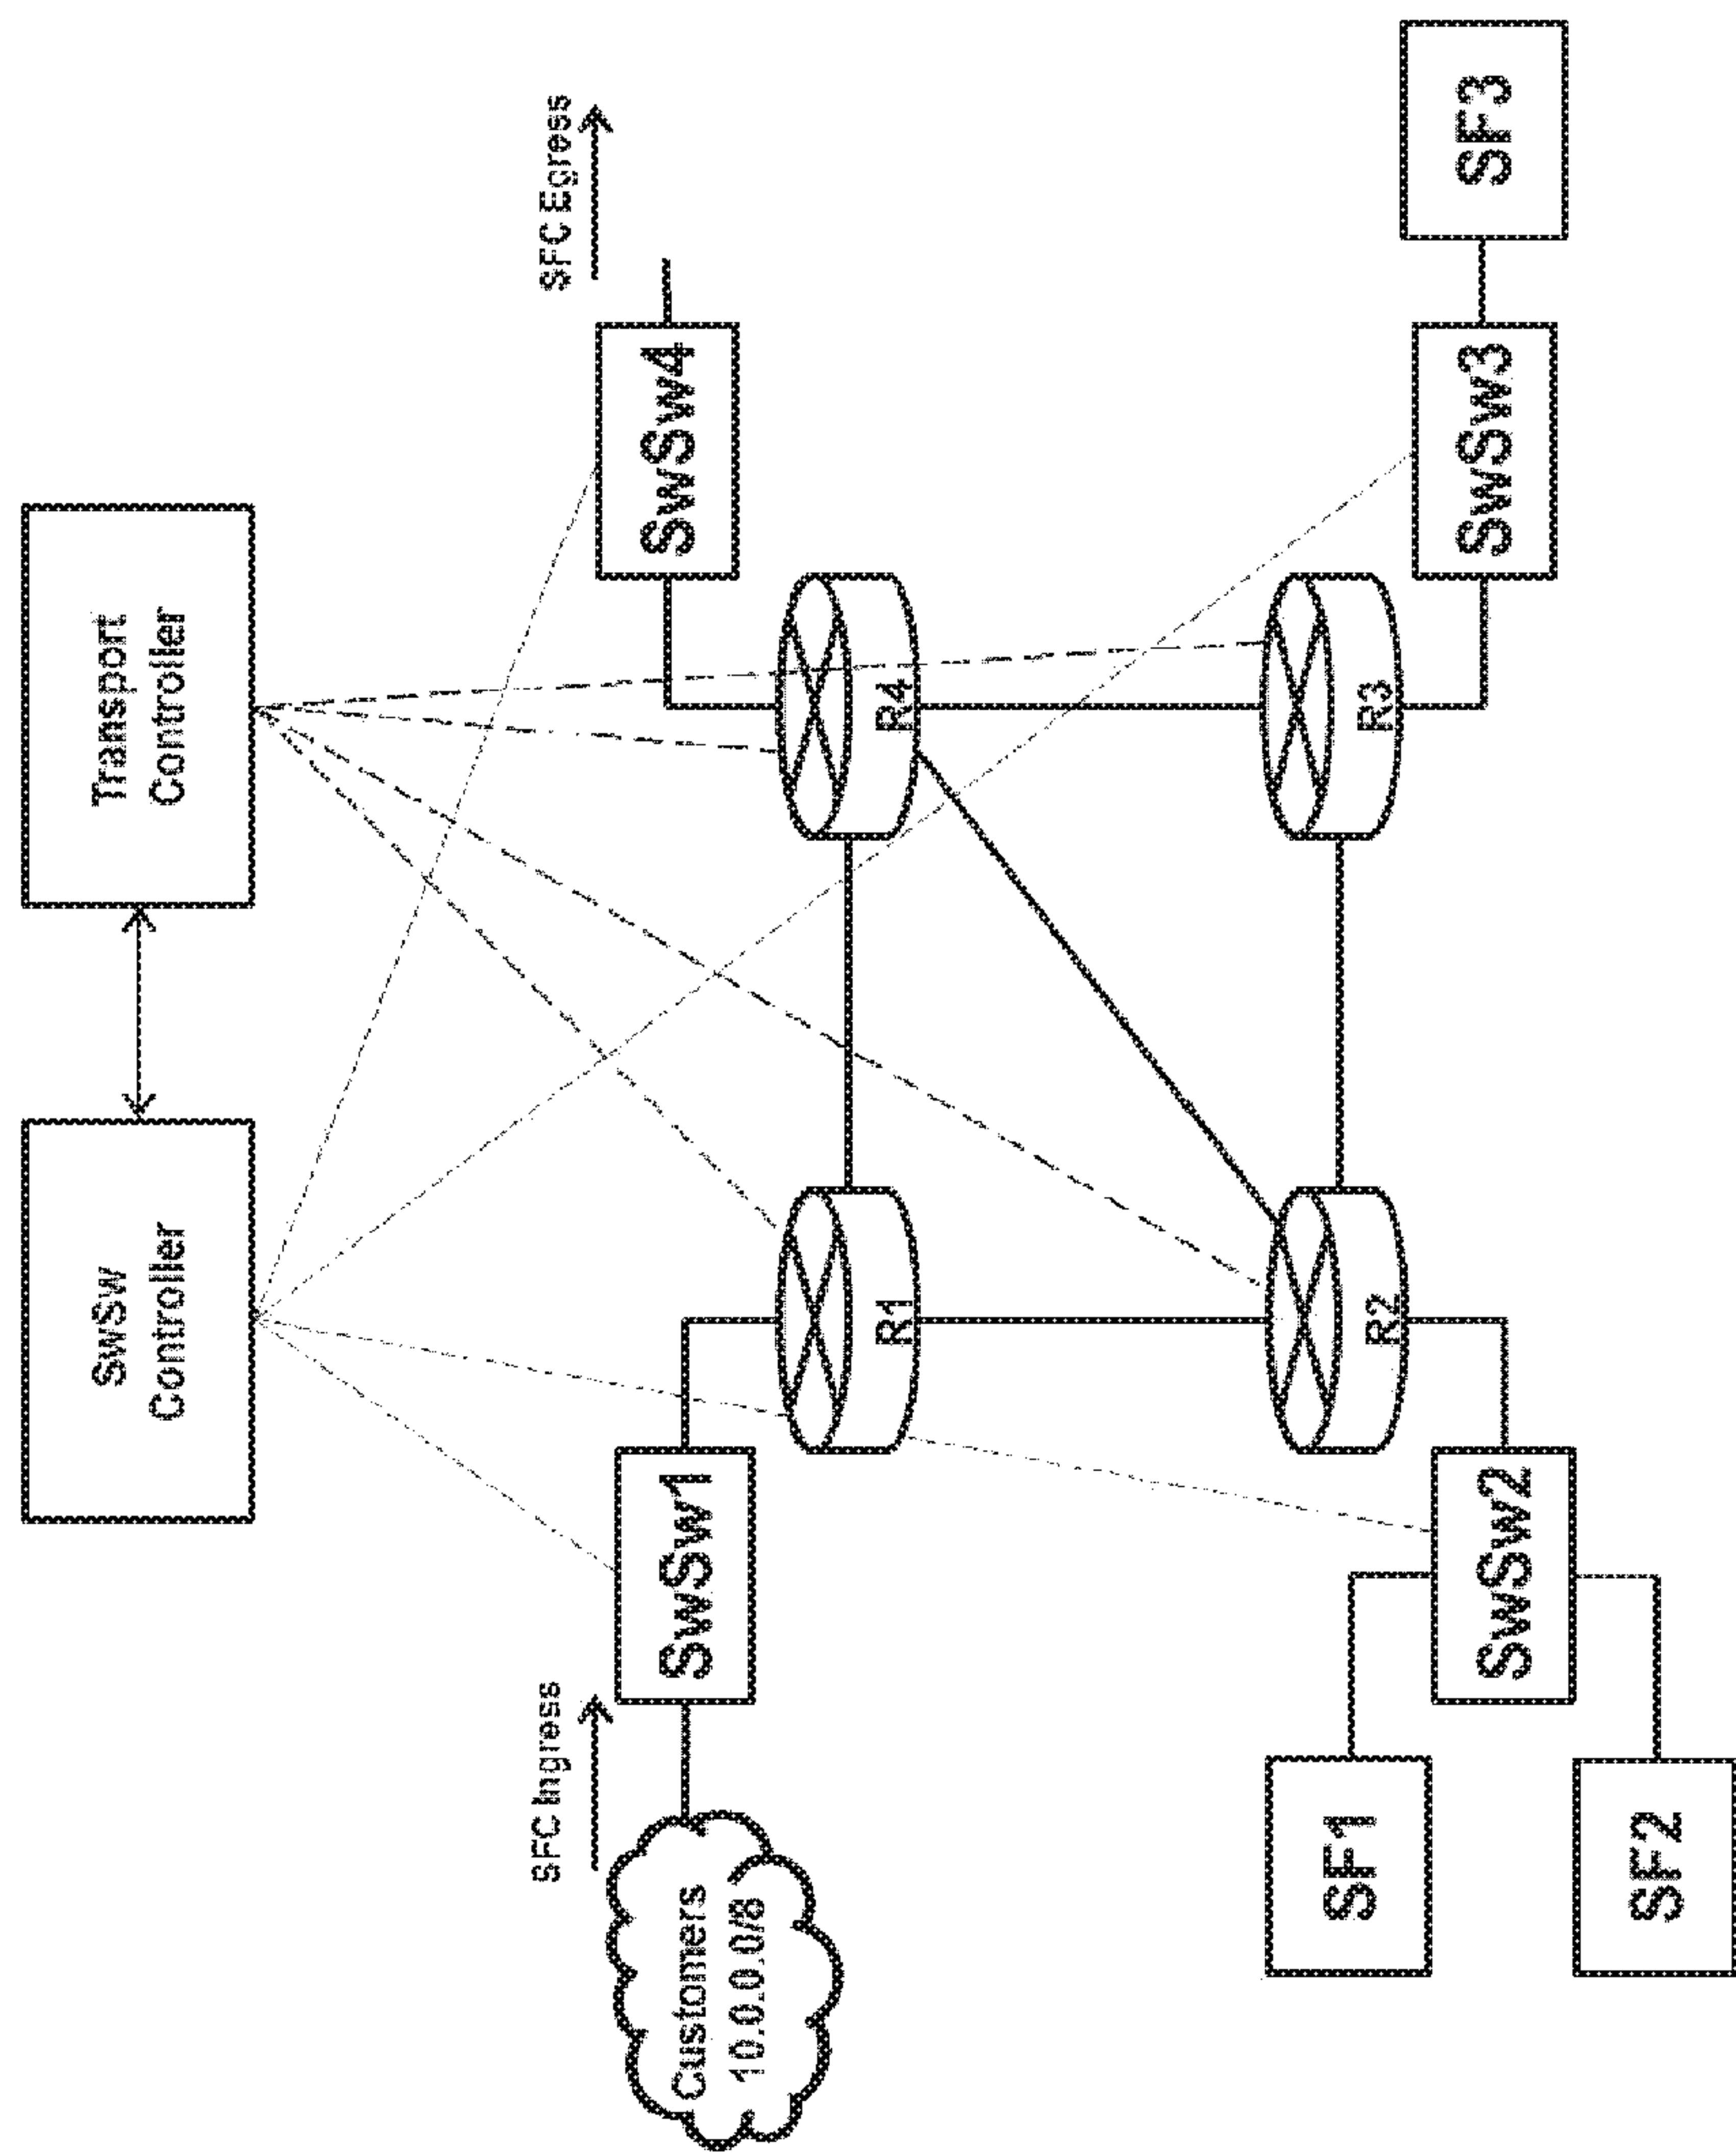 SwSw
Controller
Transport
Controller
SFC Ingress
SFC Egress
Customers
10.0.0.0/8
SwSw1
SwSw4
R1
R4
R2
R3
SF1
SwSw2
SwSw3
SF3
SF2